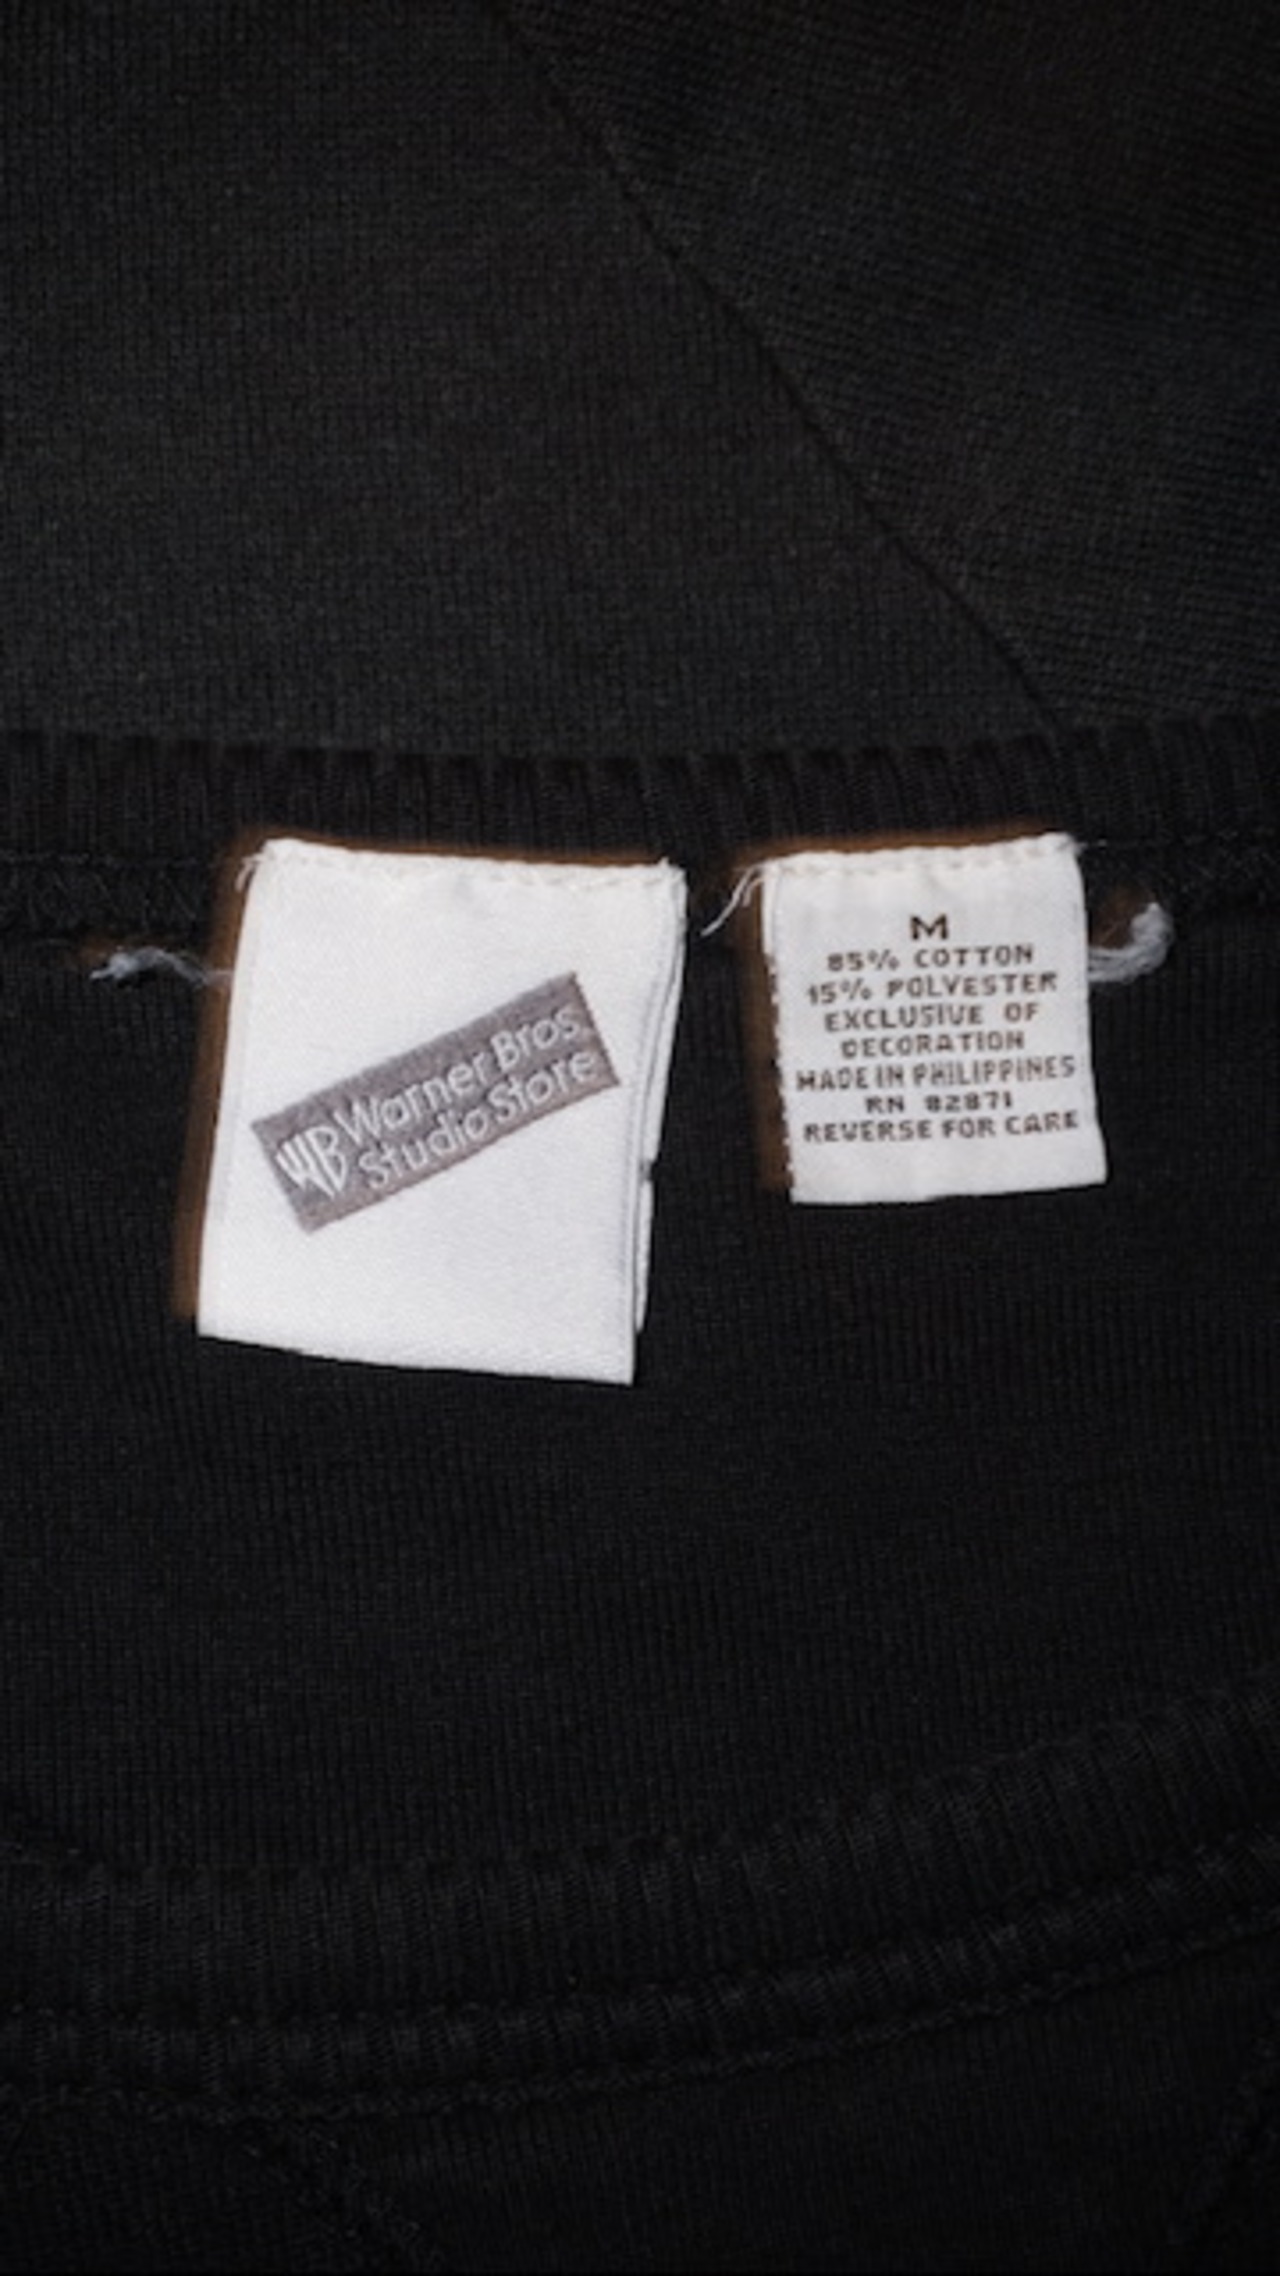 WB Warner Bros
Studio Store
M
85% COTTON
15% POLYESTER
EXCLUSIVE OF
DECORATION
MADE IN PHILIPPINES
RN 82871
REVERSE FOR CARE